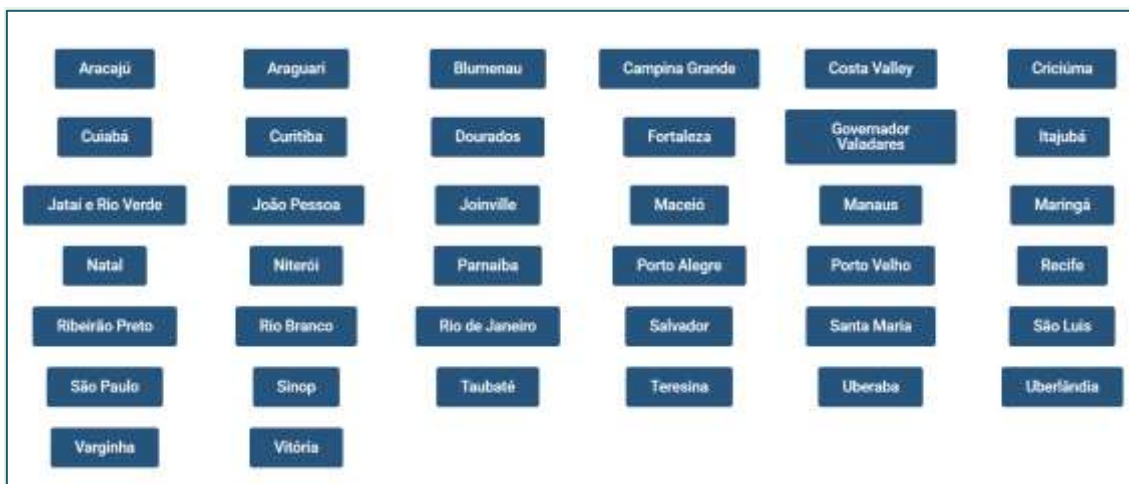 Aracajú
Araguari
Blumenau
Campina Grande
Costa Valley
Criciúma
Cuiabá
Curitiba
Dourados
Fortaleza
Governador
Valadares
Itajubá
Jataí e Rio Verde
João Pessoa
Joinville
Maceió
Manaus
Maringá
Natal
Niterói
Parnaíba
Porto Alegre
Porto Velho
Recife
Ribeirão Preto
Rio Branco
Rio de Janeiro
Salvador
Santa Maria
São Luis
São Paulo
Sinop
Taubaté
Teresina
Uberaba
Uberlândia
Varginha
Vitória